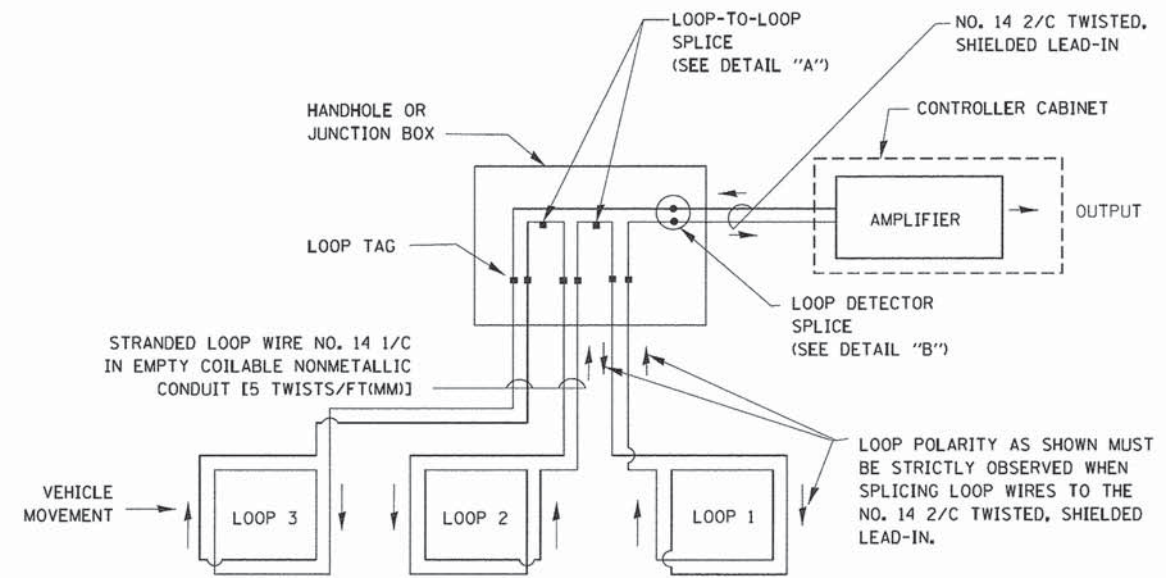 LOOP-TO-LOOP
SPLICE
(SEE DETAIL "A")
NO. 14 2/C TWISTED,
SHIELDED LEAD-IN
HANDHOLE OR
JUNCTION BOX
CONTROLLER CABINET
AMPLIFIER
OUTPUT
LOOP TAG
LOOP DETECTOR
SPLICE
(SEE DETAIL "B")
STRANDED LOOP WIRE NO. 14 1/C
IN EMPTY COILABLE NONMETALLIC
CONDUIT [5 TWISTS/FT(MM)]
LOOP POLARITY AS SHOWN MUST
BE STRICTLY OBSERVED WHEN
SPLICING LOOP WIRES TO THE
NO. 14 2/C TWISTED, SHIELDED
LEAD-IN.
VEHICLE
MOVEMENT
LOOP 3
LOOP 2
LOOP 1